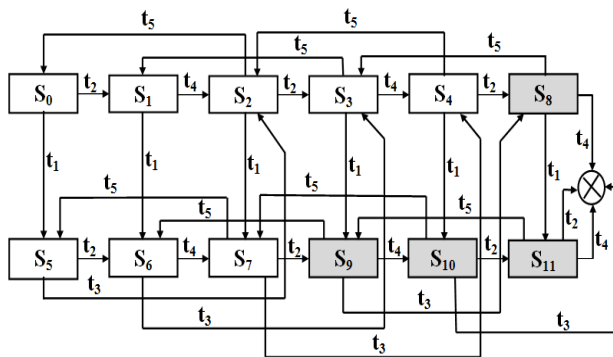 t5 t5 t5
t5
S0 t2 S1 t4 S2 t2 S3 t4 S4 t2 S8
t4
t1 t1 t1 t1 t1 t1
t5 t5 t5 t5
t2 t4
S5 t2 S6 t4 S7 t2 S9 t4 S10 t2 S11
t3 t3 t3 t3